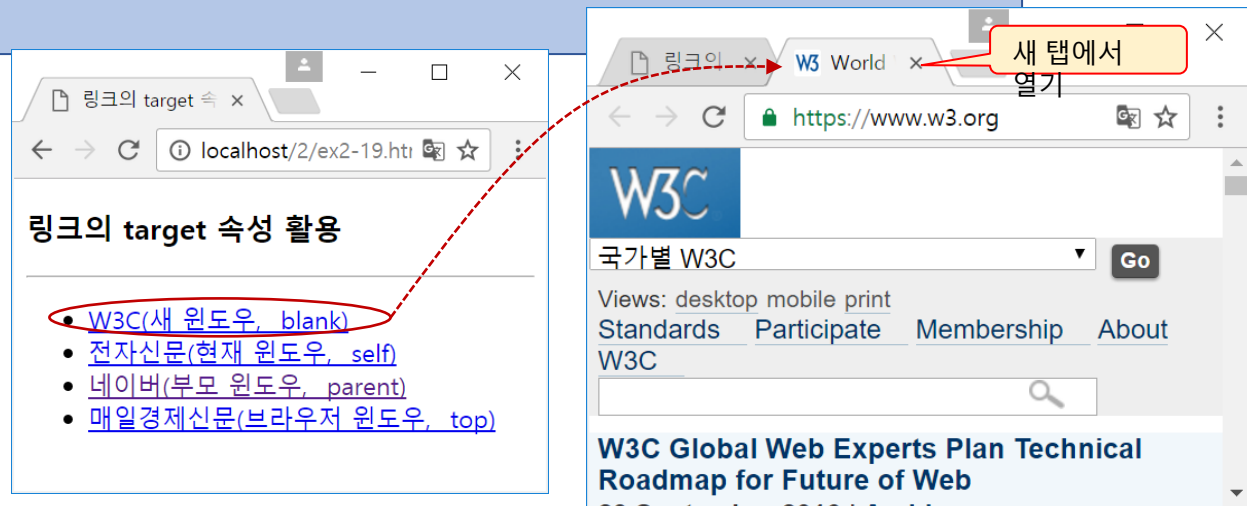 링크의 target 속
localhost/2/ex2-19.htm
링크의 target 속성 활용
W3C(새 윈도우, _blank)
전자신문(현재 윈도우, _self)
네이버(부모 윈도우, _parent)
매일경제신문(브라우저 윈도우, _top)
링크의
W3 World
새 탭에서
열기
https://www.w3.org
W3C
국가별 W3C
Go
Views: desktop mobile print
Standards Participate Membership About
W3C
W3C Global Web Experts Plan Technical
Roadmap for Future of Web